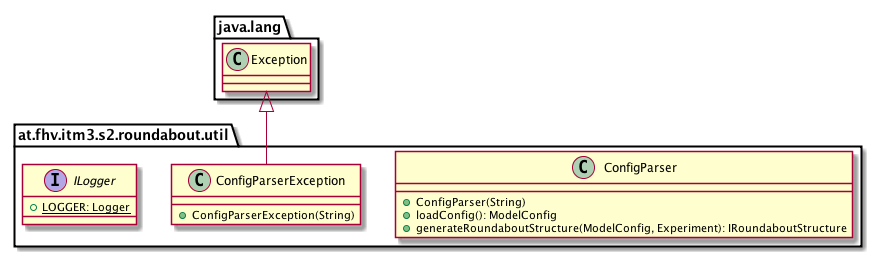 java.lang
C Exception
at.fhv.itm3.s2.roundabout.util
I ILogger
LOGGER: Logger
C ConfigParserException
ConfigParserException(String)
C ConfigParser
ConfigParser(String)
loadConfig(): ModelConfig
generateRoundaboutStructure(ModelConfig, Experiment): IRoundaboutStructure